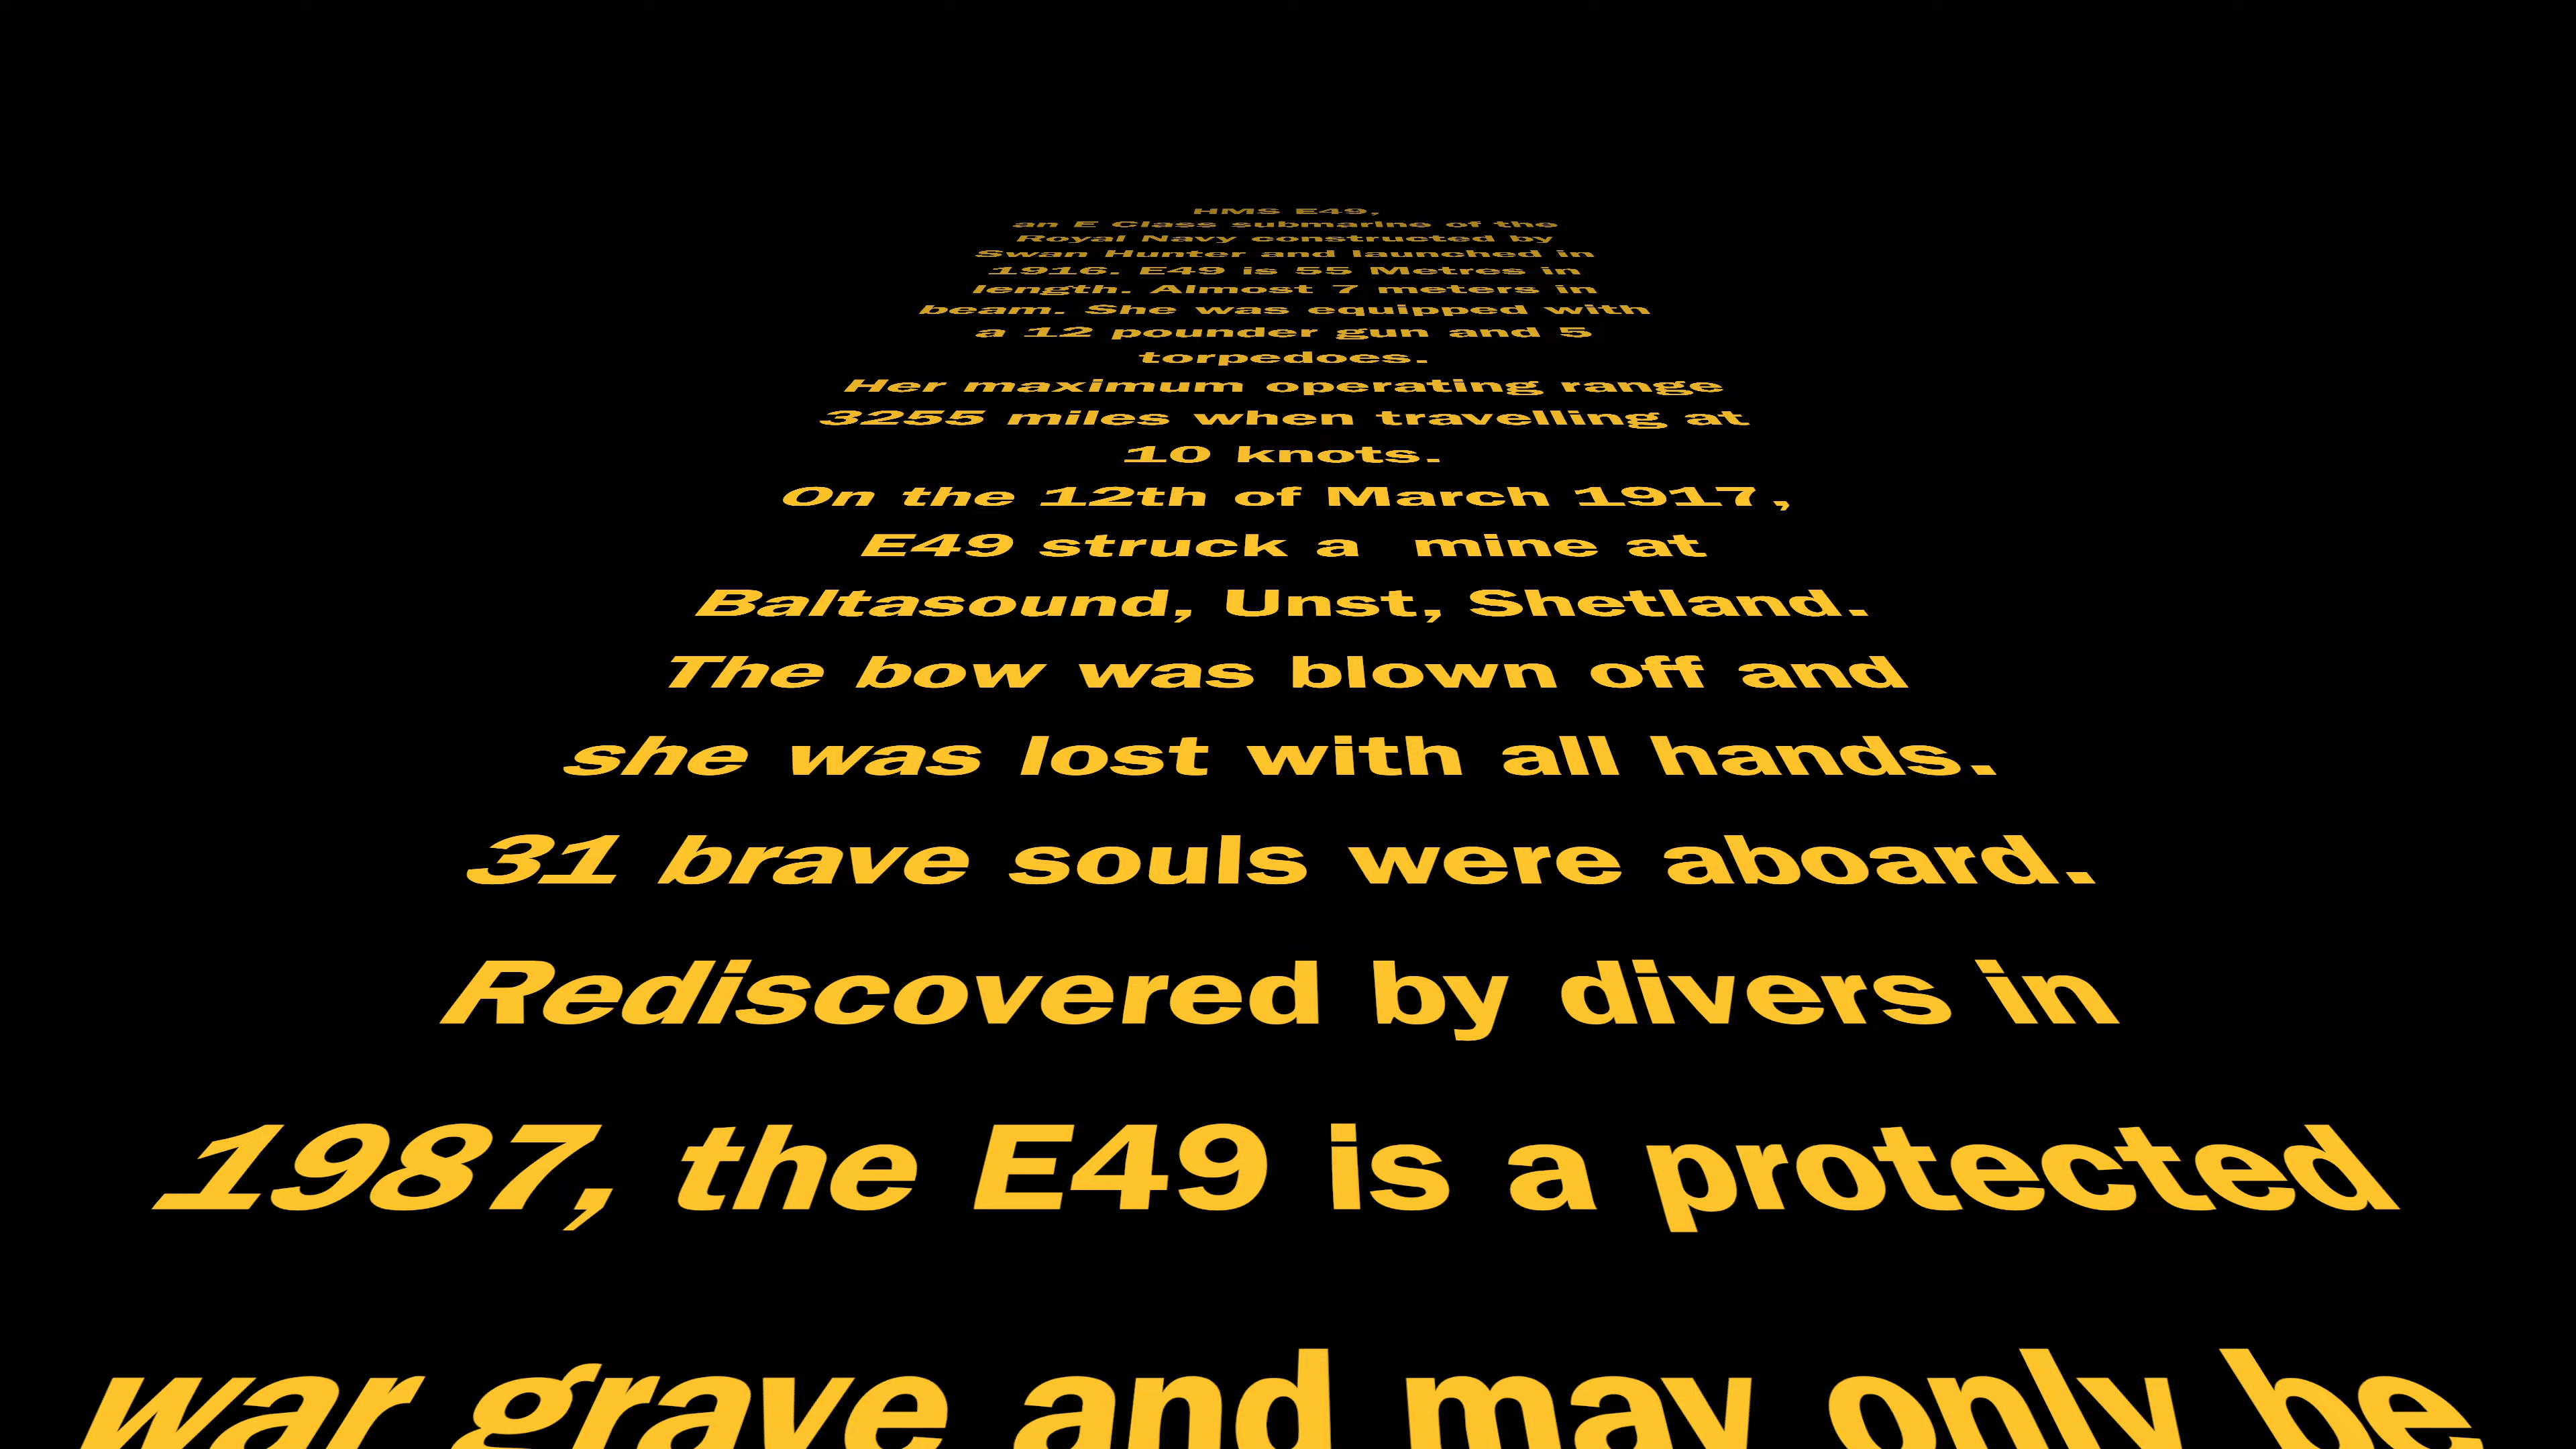 HMS E49,
an E Class submarine of the
Royal Navy constructed by
Swan Hunter and launched in
1916. E49 is 55 Metres in
length. Almost 7 meters in
beam. She was equipped with
a 12 pounder gun and 5
torpedoes.
Her maximum operating range
3255 miles when travelling at
10 knots.
On the 12th of March 1917,
E49 struck a  mine at
Baltasound, Unst, Shetland.
The bow was blown off and
she was lost with all hands.
31 brave souls were aboard.
Rediscovered by divers in
1987, the E49 is a protected
war grave and may only be